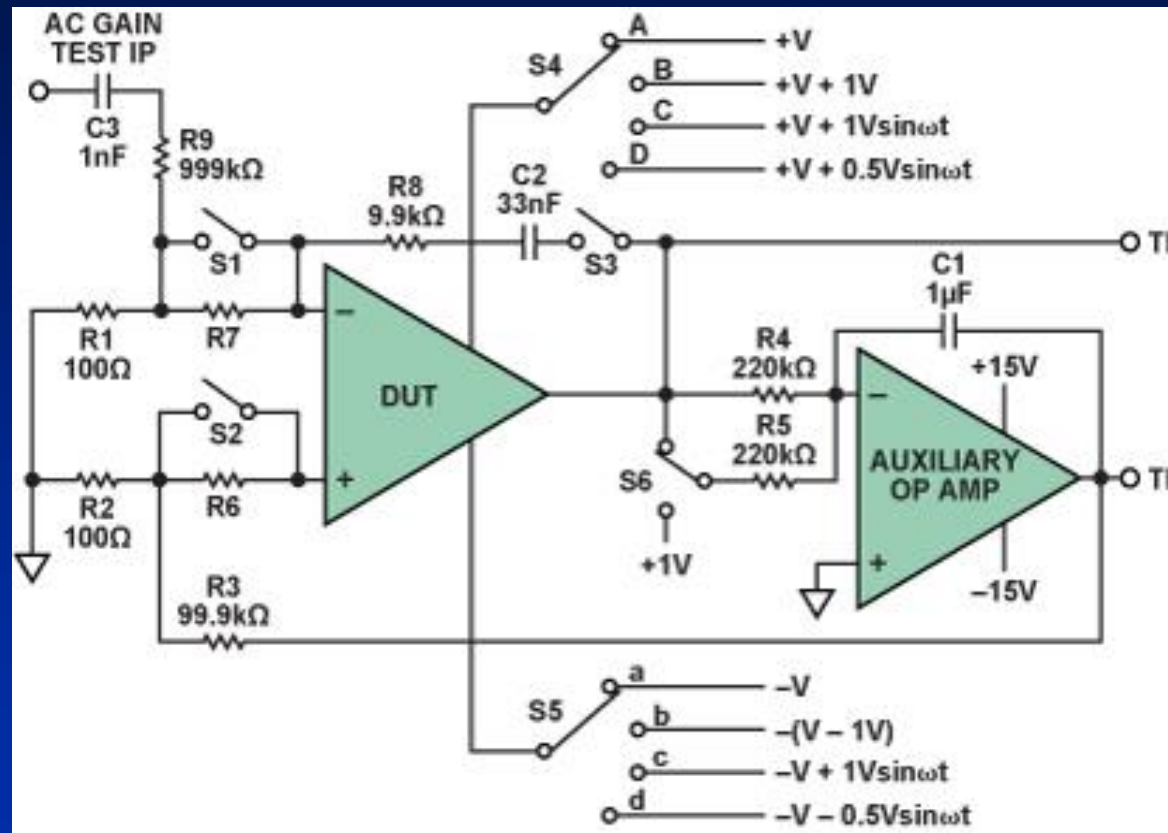 AC GAIN
TEST IP
C3
1nF
R9
999kΩ
S4
A
+V
B
+V + 1V
C
+V + 1Vsinωt
D
+V + 0.5Vsinωt
R8
9.9kΩ
C2
33nF
S3
S1
R1
100Ω
R7
DUT
−
+
S2
R2
100Ω
R6
R3
99.9kΩ
R4
220kΩ
R5
220kΩ
S6
+1V
C1
1µF
+15V
−
AUXILIARY
OP AMP
+
−15V
S5
a
−V
b
−(V − 1V)
c
−V + 1Vsinωt
d
−V − 0.5Vsinωt